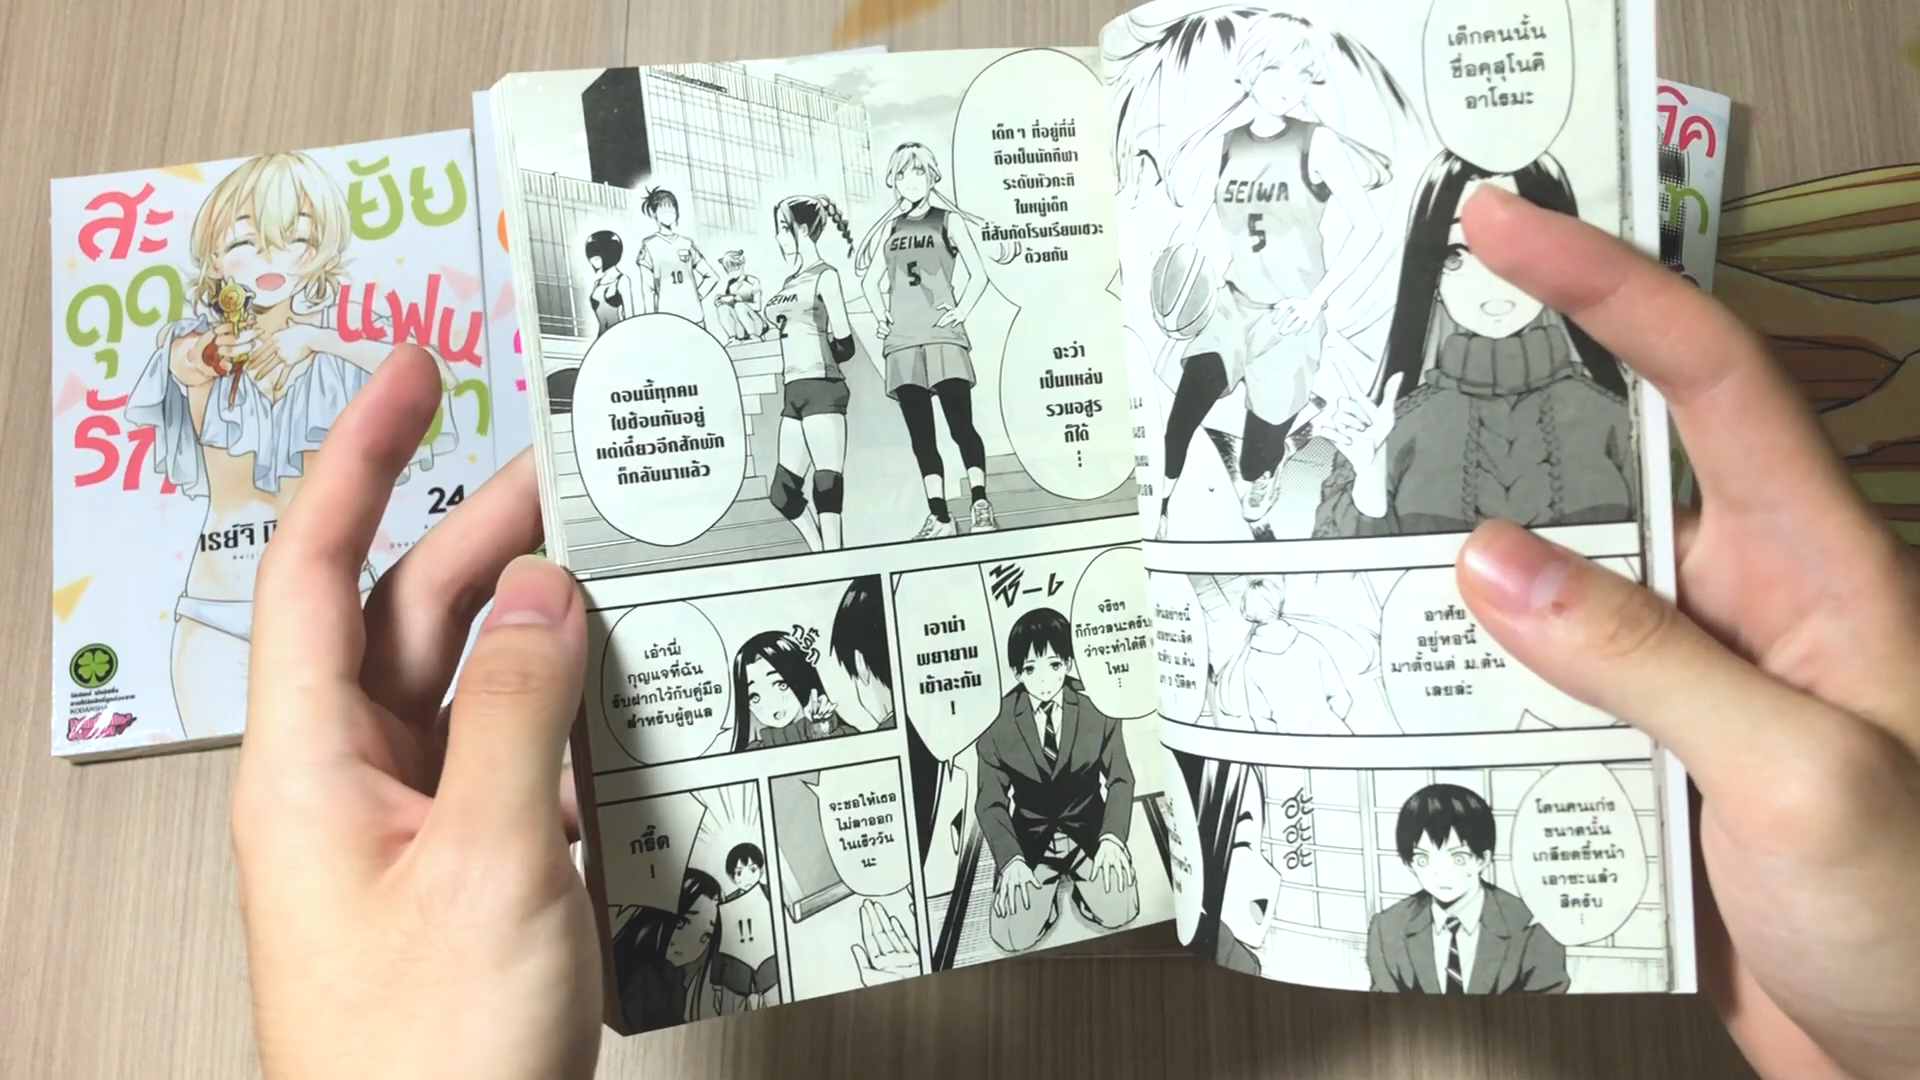 สะ
ดุด
รัก
ยัย
แฟน
24
KODANSHA
เด็ก ๆ ที่อยู่ที่นี่
ถือเป็นนักกีฬา
ระดับหัวกะทิ
ในหมู่เด็ก
ที่สังกัดโรงเรียนเซวะ
ด้วยกัน
จะว่า
เป็นแหล่ง
รวมอสูร
ก็ได้
⋮
SEIWA
5
10
SEIWA
2
ตอนนี้ทุกคน
ไปซ้อมกันอยู่
แต่เดี๋ยวอีกสักพัก
ก็กลับมาแล้ว
เอ้านี่!
กุญแจที่ฉัน
รับฝากไว้กับคู่มือ
สำหรับผู้ดูแล
เอาน่า
พยายาม
เข้าละกัน
!
จริงๆ
ก็กังวลนะครับ
ว่าจะทำได้ดี
ไหม
⋮
กรี๊ด
!
!!
จะขอให้เธอ
ไม่ลาออก
ในเร็ววัน
นะ
เด็กคนนั้น
ชื่อคุสุโนคิ
อาโรมะ
SEIWA
5
อาศัย
อยู่หอนี้
มาตั้งแต่ ม.ต้น
เลยล่ะ
โดนคนเก่ง
ขนาดนั้น
เกลียดขี้หน้า
เอาซะแล้ว
สิครับ
⋮